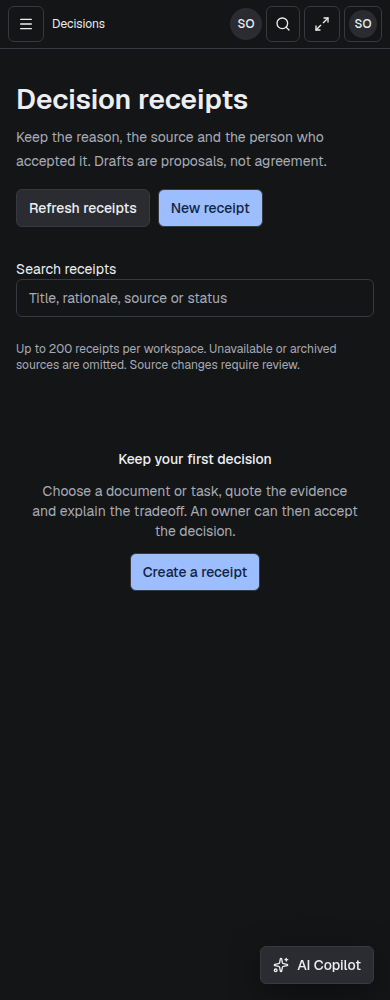 Decisions
SO
SO
Decision receipts
Keep the reason, the source and the person who
accepted it. Drafts are proposals, not agreement.
Refresh receipts
New receipt
Search receipts
Title, rationale, source or status
Up to 200 receipts per workspace. Unavailable or archived
sources are omitted. Source changes require review.
Keep your first decision
Choose a document or task, quote the evidence
and explain the tradeoff. An owner can then accept
the decision.
Create a receipt
AI Copilot